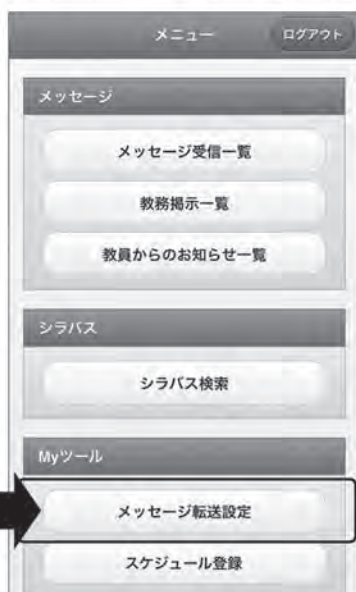 メニュー
ログアウト
メッセージ
メッセージ受信一覧
教務掲示一覧
教員からのお知らせ一覧
シラバス
シラバス検索
Myツール
メッセージ転送設定
スケジュール登録